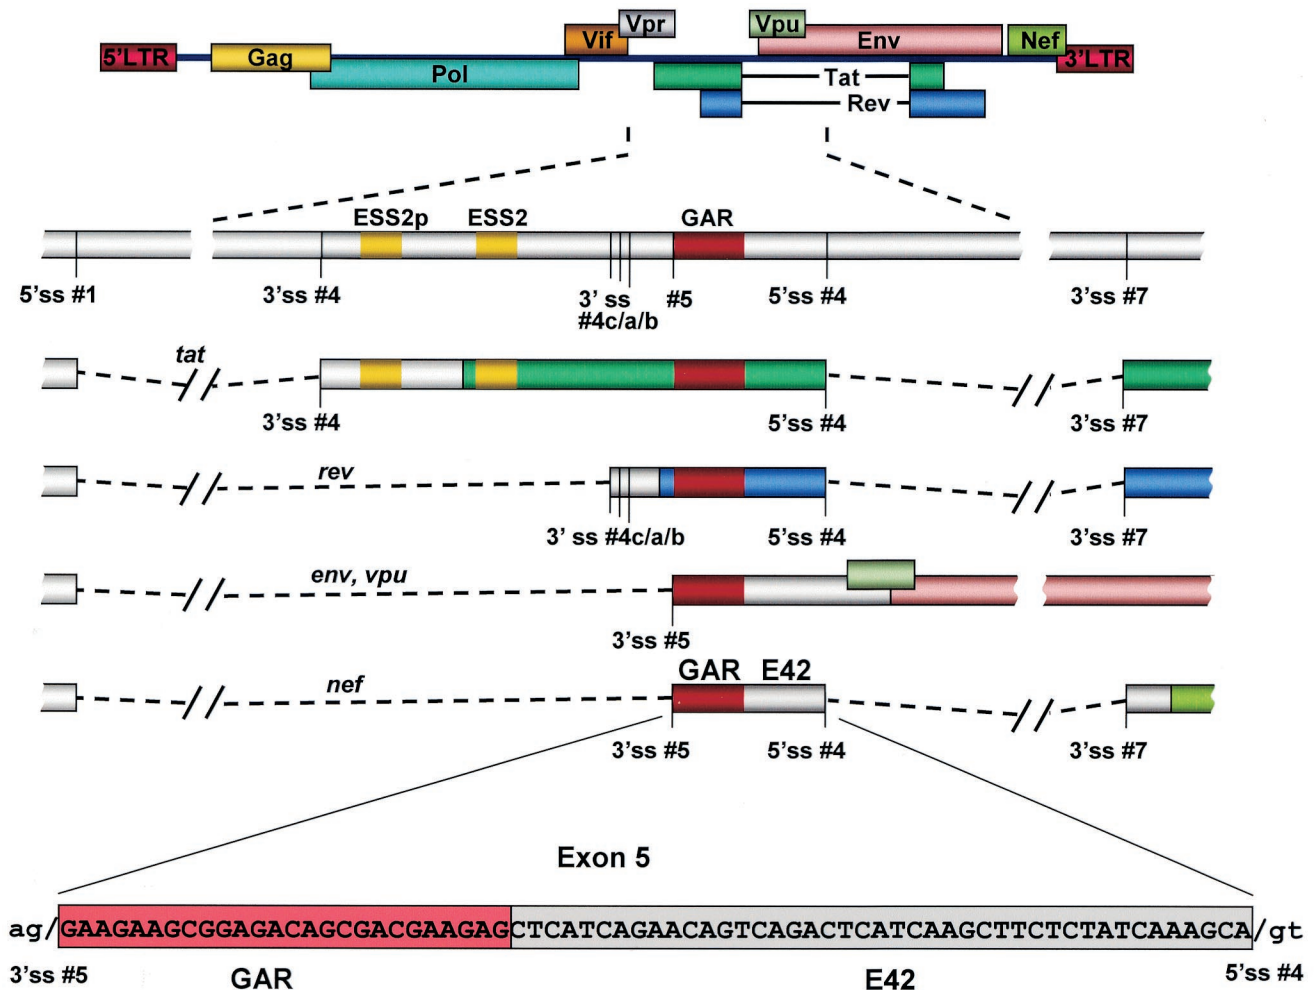 Vpr Vpu
Vif Env Nef
5'LTR Gag 3'LTR
Pol Tat
Rev
ESS2p ESS2 GAR
5'ss #1 3'ss #4 3' ss #5 5'ss #4 3'ss #7
#4c/a/b
tat
3'ss #4 5'ss #4 3'ss #7
rev
3' ss #4c/a/b 5'ss #4 3'ss #7
env, vpu
3'ss #5
GAR E42
nef
3'ss #5 5'ss #4 3'ss #7
Exon 5
ag/GAAGAAGCGGAGACAGCGACGAAGAGCTCATCAGAACAGTCAGACTCATCAAGCTTCTCTATCAAAGCA/gt
3'ss #5 GAR E42 5'ss #4